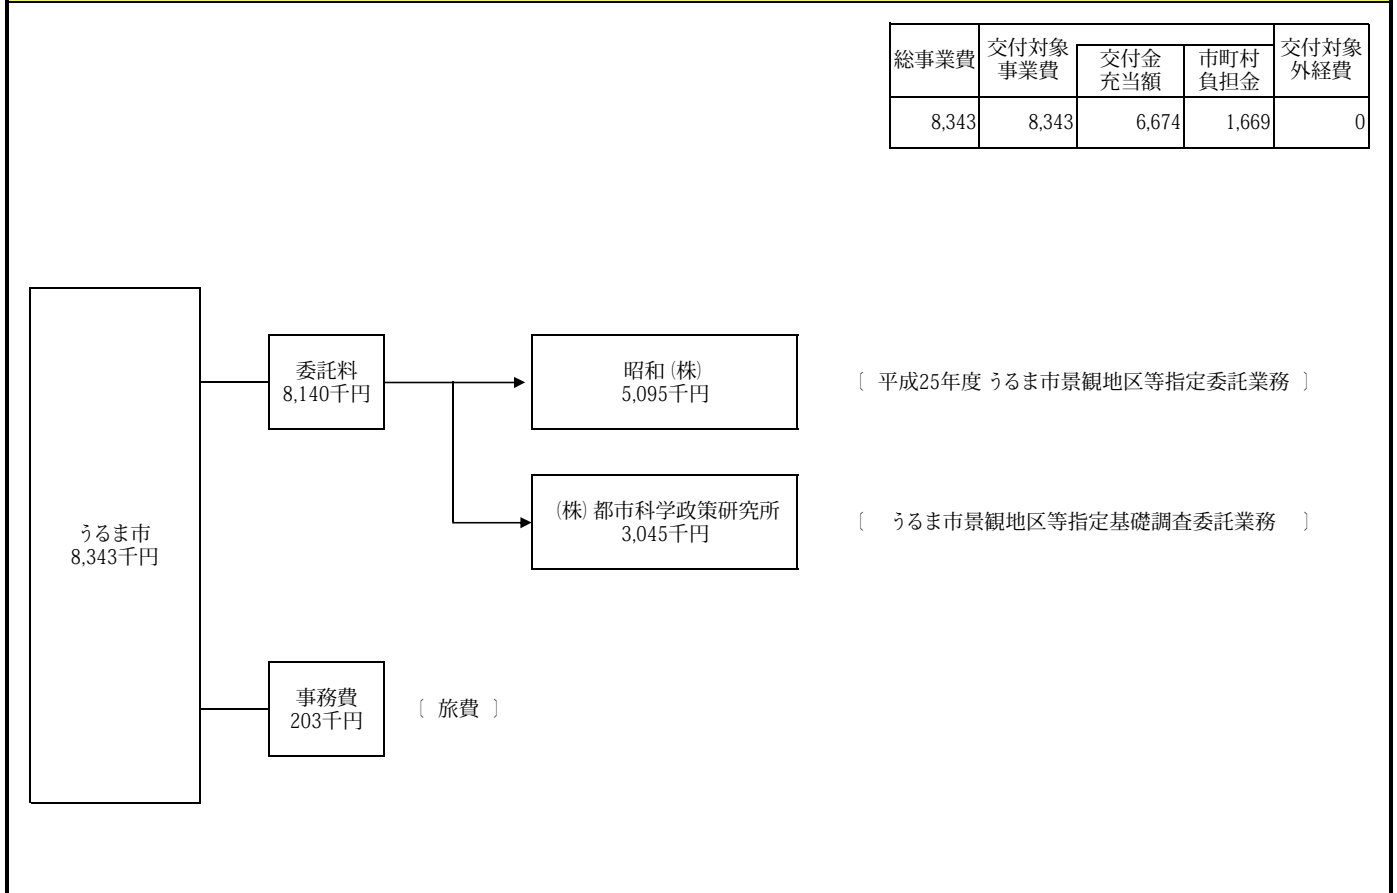 総事業費
交付対象
事業費
交付金
充当額
市町村
負担金
交付対象
外経費
8,343
8,343
6,674
1,669
0
うるま市
8,343千円
委託料
8,140千円
昭和(株)
5,095千円
〔 平成25年度 うるま市景観地区等指定委託業務 〕
(株)都市科学政策研究所
3,045千円
〔 うるま市景観地区等指定基礎調査委託業務 〕
事務費
203千円
〔 旅費 〕